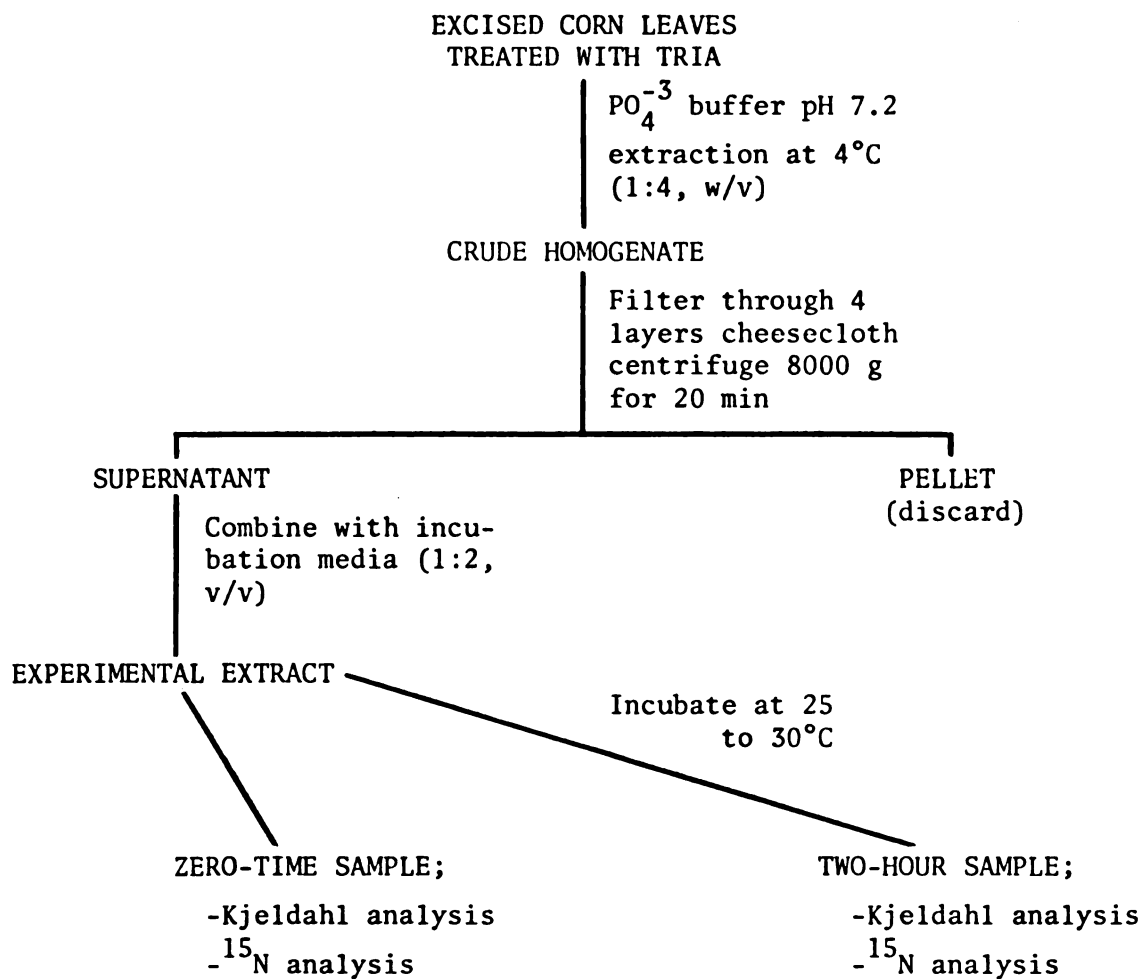 EXCISED CORN LEAVES
TREATED WITH TRIA
PO₄⁻³ buffer pH 7.2
extraction at 4°C
(1:4, w/v)
CRUDE HOMOGENATE
Filter through 4
layers cheesecloth
centrifuge 8000 g
for 20 min
SUPERNATANT
PELLET
(discard)
Combine with incu-
bation media (1:2,
v/v)
EXPERIMENTAL EXTRACT
Incubate at 25
to 30°C
ZERO-TIME SAMPLE;
-Kjeldahl analysis
-¹⁵N analysis
TWO-HOUR SAMPLE;
-Kjeldahl analysis
-¹⁵N analysis